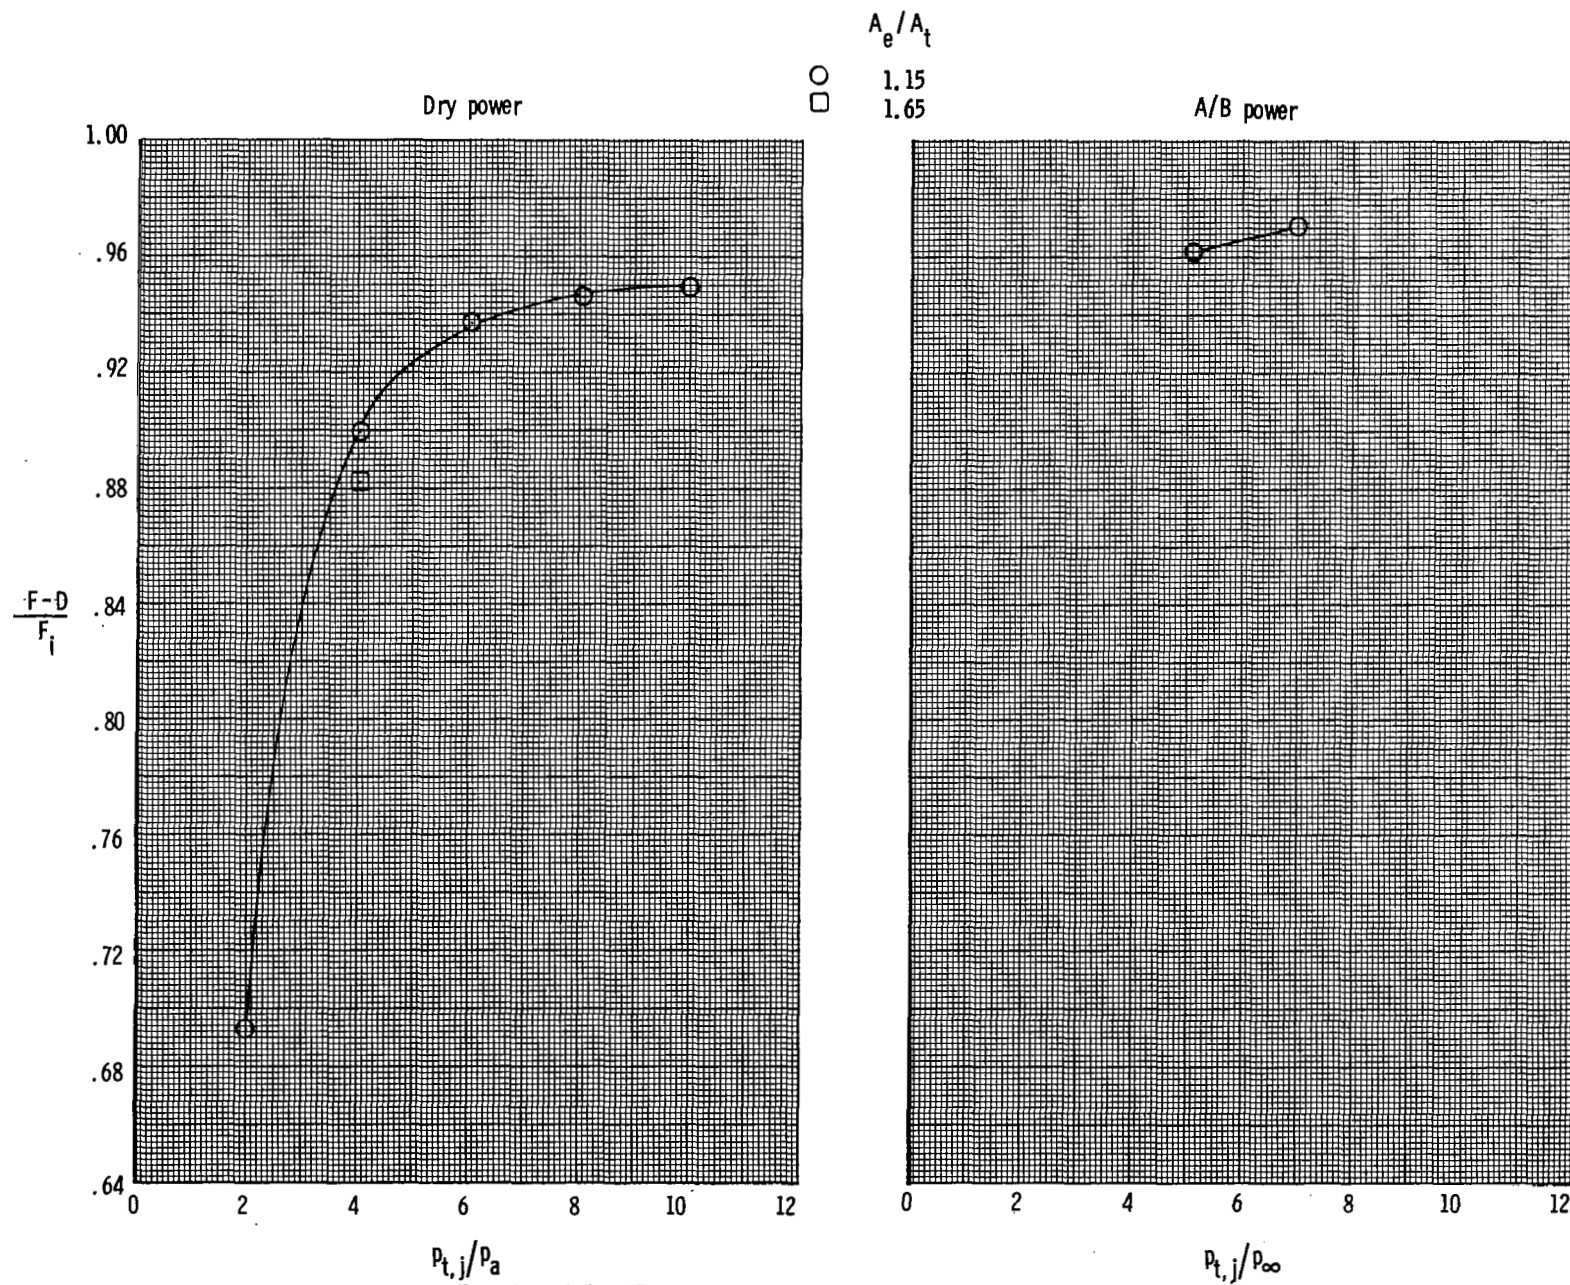 A_e/A_t
○ 1.15
□ 1.65
Dry power
A/B power
1.00
.96
.92
.88
.84
.80
.76
.72
.68
.64
F-D
F_i
0 2 4 6 8 10 12
0 2 4 6 8 10 12
p_t,j/p_a
p_t,j/p_∞